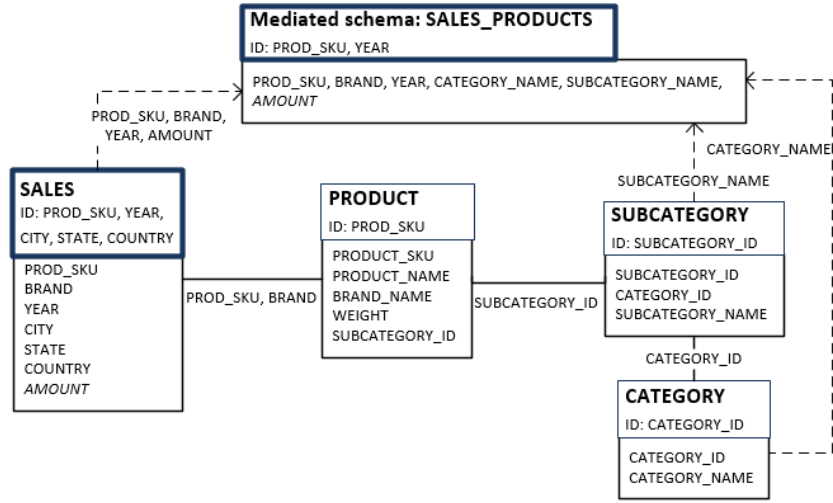 Mediated schema: SALES_PRODUCTS
ID: PROD_SKU, YEAR
PROD_SKU, BRAND, YEAR, CATEGORY_NAME, SUBCATEGORY_NAME,
AMOUNT
PROD_SKU, BRAND,
YEAR, AMOUNT
CATEGORY_NAME
SUBCATEGORY_NAME
SALES
ID: PROD_SKU, YEAR,
CITY, STATE, COUNTRY
PROD_SKU
BRAND
YEAR
CITY
STATE
COUNTRY
AMOUNT
PROD_SKU, BRAND
PRODUCT
ID: PROD_SKU
PRODUCT_SKU
PRODUCT_NAME
BRAND_NAME
WEIGHT
SUBCATEGORY_ID
SUBCATEGORY_ID
SUBCATEGORY
ID: SUBCATEGORY_ID
SUBCATEGORY_ID
CATEGORY_ID
SUBCATEGORY_NAME
CATEGORY_ID
CATEGORY
ID: CATEGORY_ID
CATEGORY_ID
CATEGORY_NAME